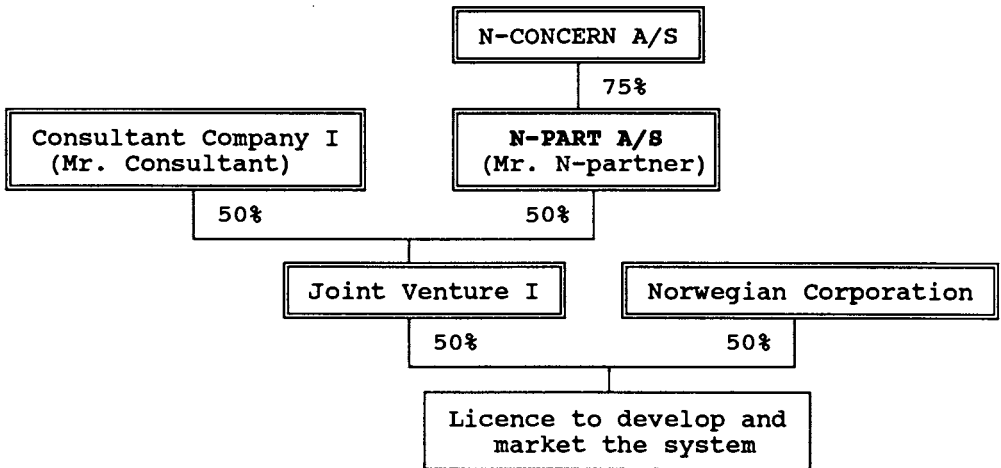 N-CONCERN A/S
75%
Consultant Company I
(Mr. Consultant)
N-PART A/S
(Mr. N-partner)
50%
50%
Joint Venture I
Norwegian Corporation
50%
50%
Licence to develop and
market the system